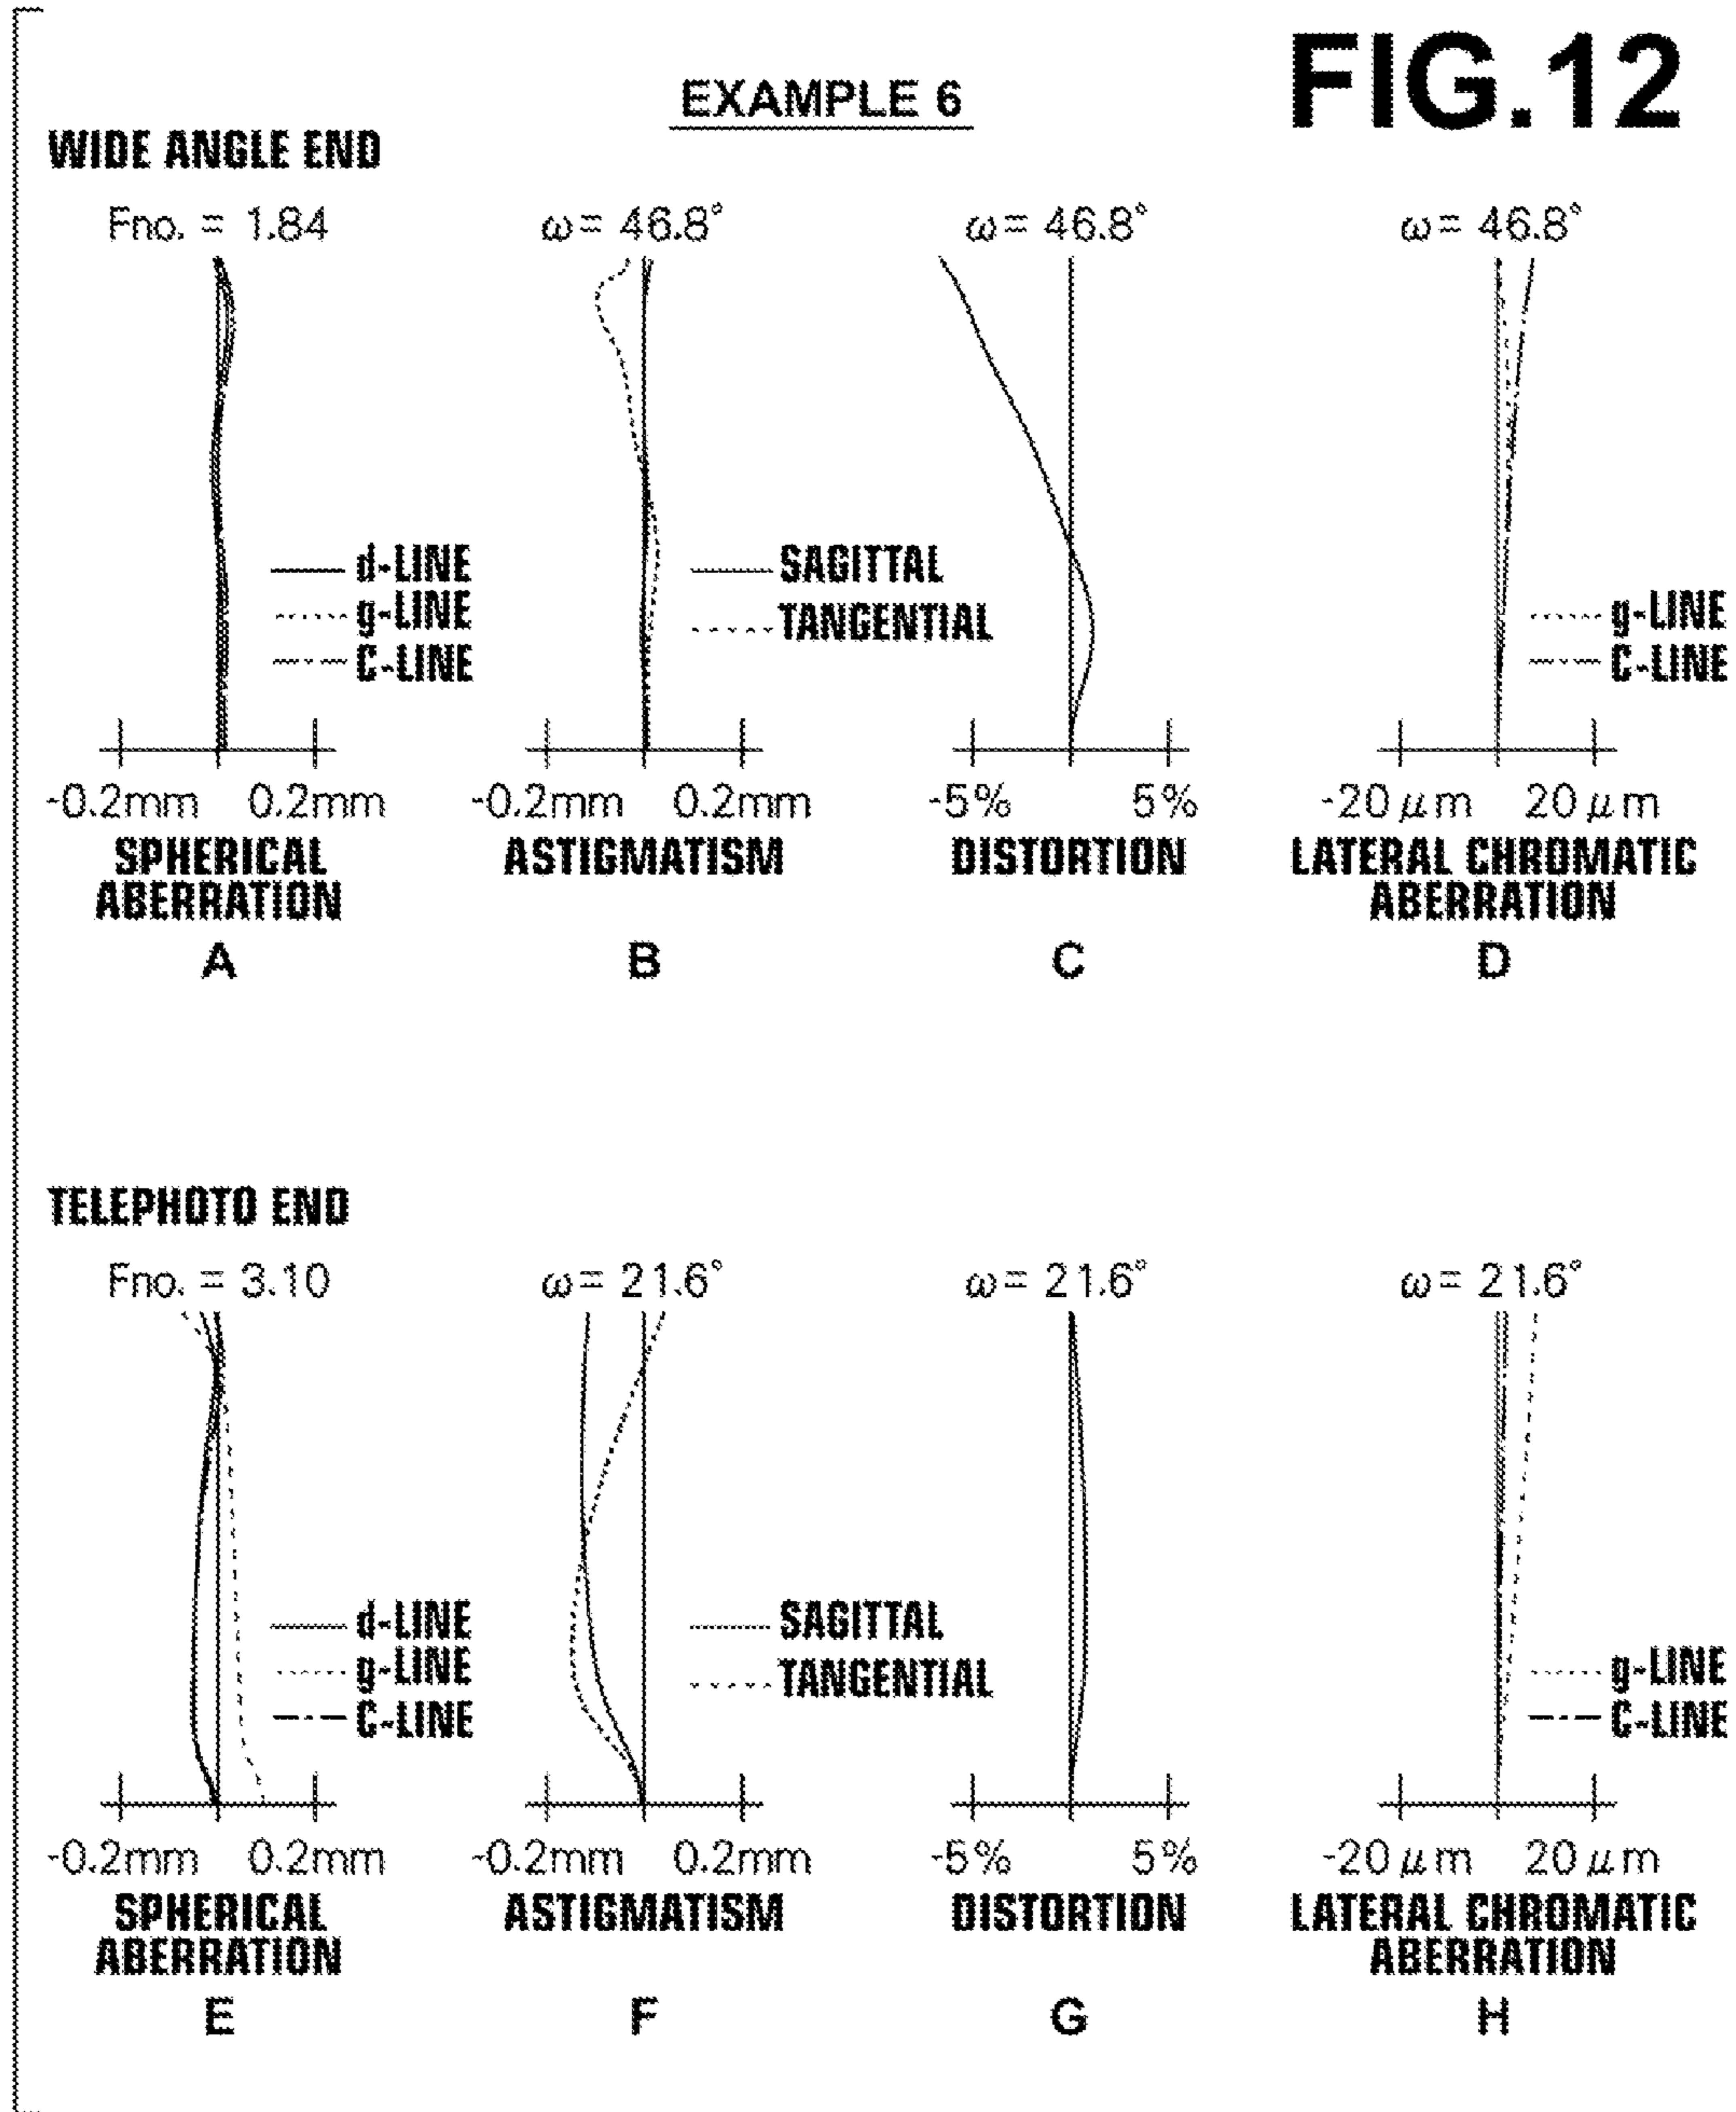 FIG.12
EXAMPLE 6
WIDE ANGLE END
Fno. = 1.84
ω= 46.8°
ω= 46.8°
ω= 46.8°
d-LINE
g-LINE
C-LINE
SAGITTAL
TANGENTIAL
g-LINE
C-LINE
-0.2mm 0.2mm
-0.2mm 0.2mm
-5% 5%
-20 μm 20 μm
SPHERICAL
ABERRATION
ASTIGMATISM
DISTORTION
LATERAL CHROMATIC
ABERRATION
A
B
C
D
TELEPHOTO END
Fno. = 3.10
ω= 21.6°
ω= 21.6°
ω= 21.6°
d-LINE
g-LINE
C-LINE
SAGITTAL
TANGENTIAL
g-LINE
C-LINE
-0.2mm 0.2mm
-0.2mm 0.2mm
-5% 5%
-20 μm 20 μm
SPHERICAL
ABERRATION
ASTIGMATISM
DISTORTION
LATERAL CHROMATIC
ABERRATION
E
F
G
H